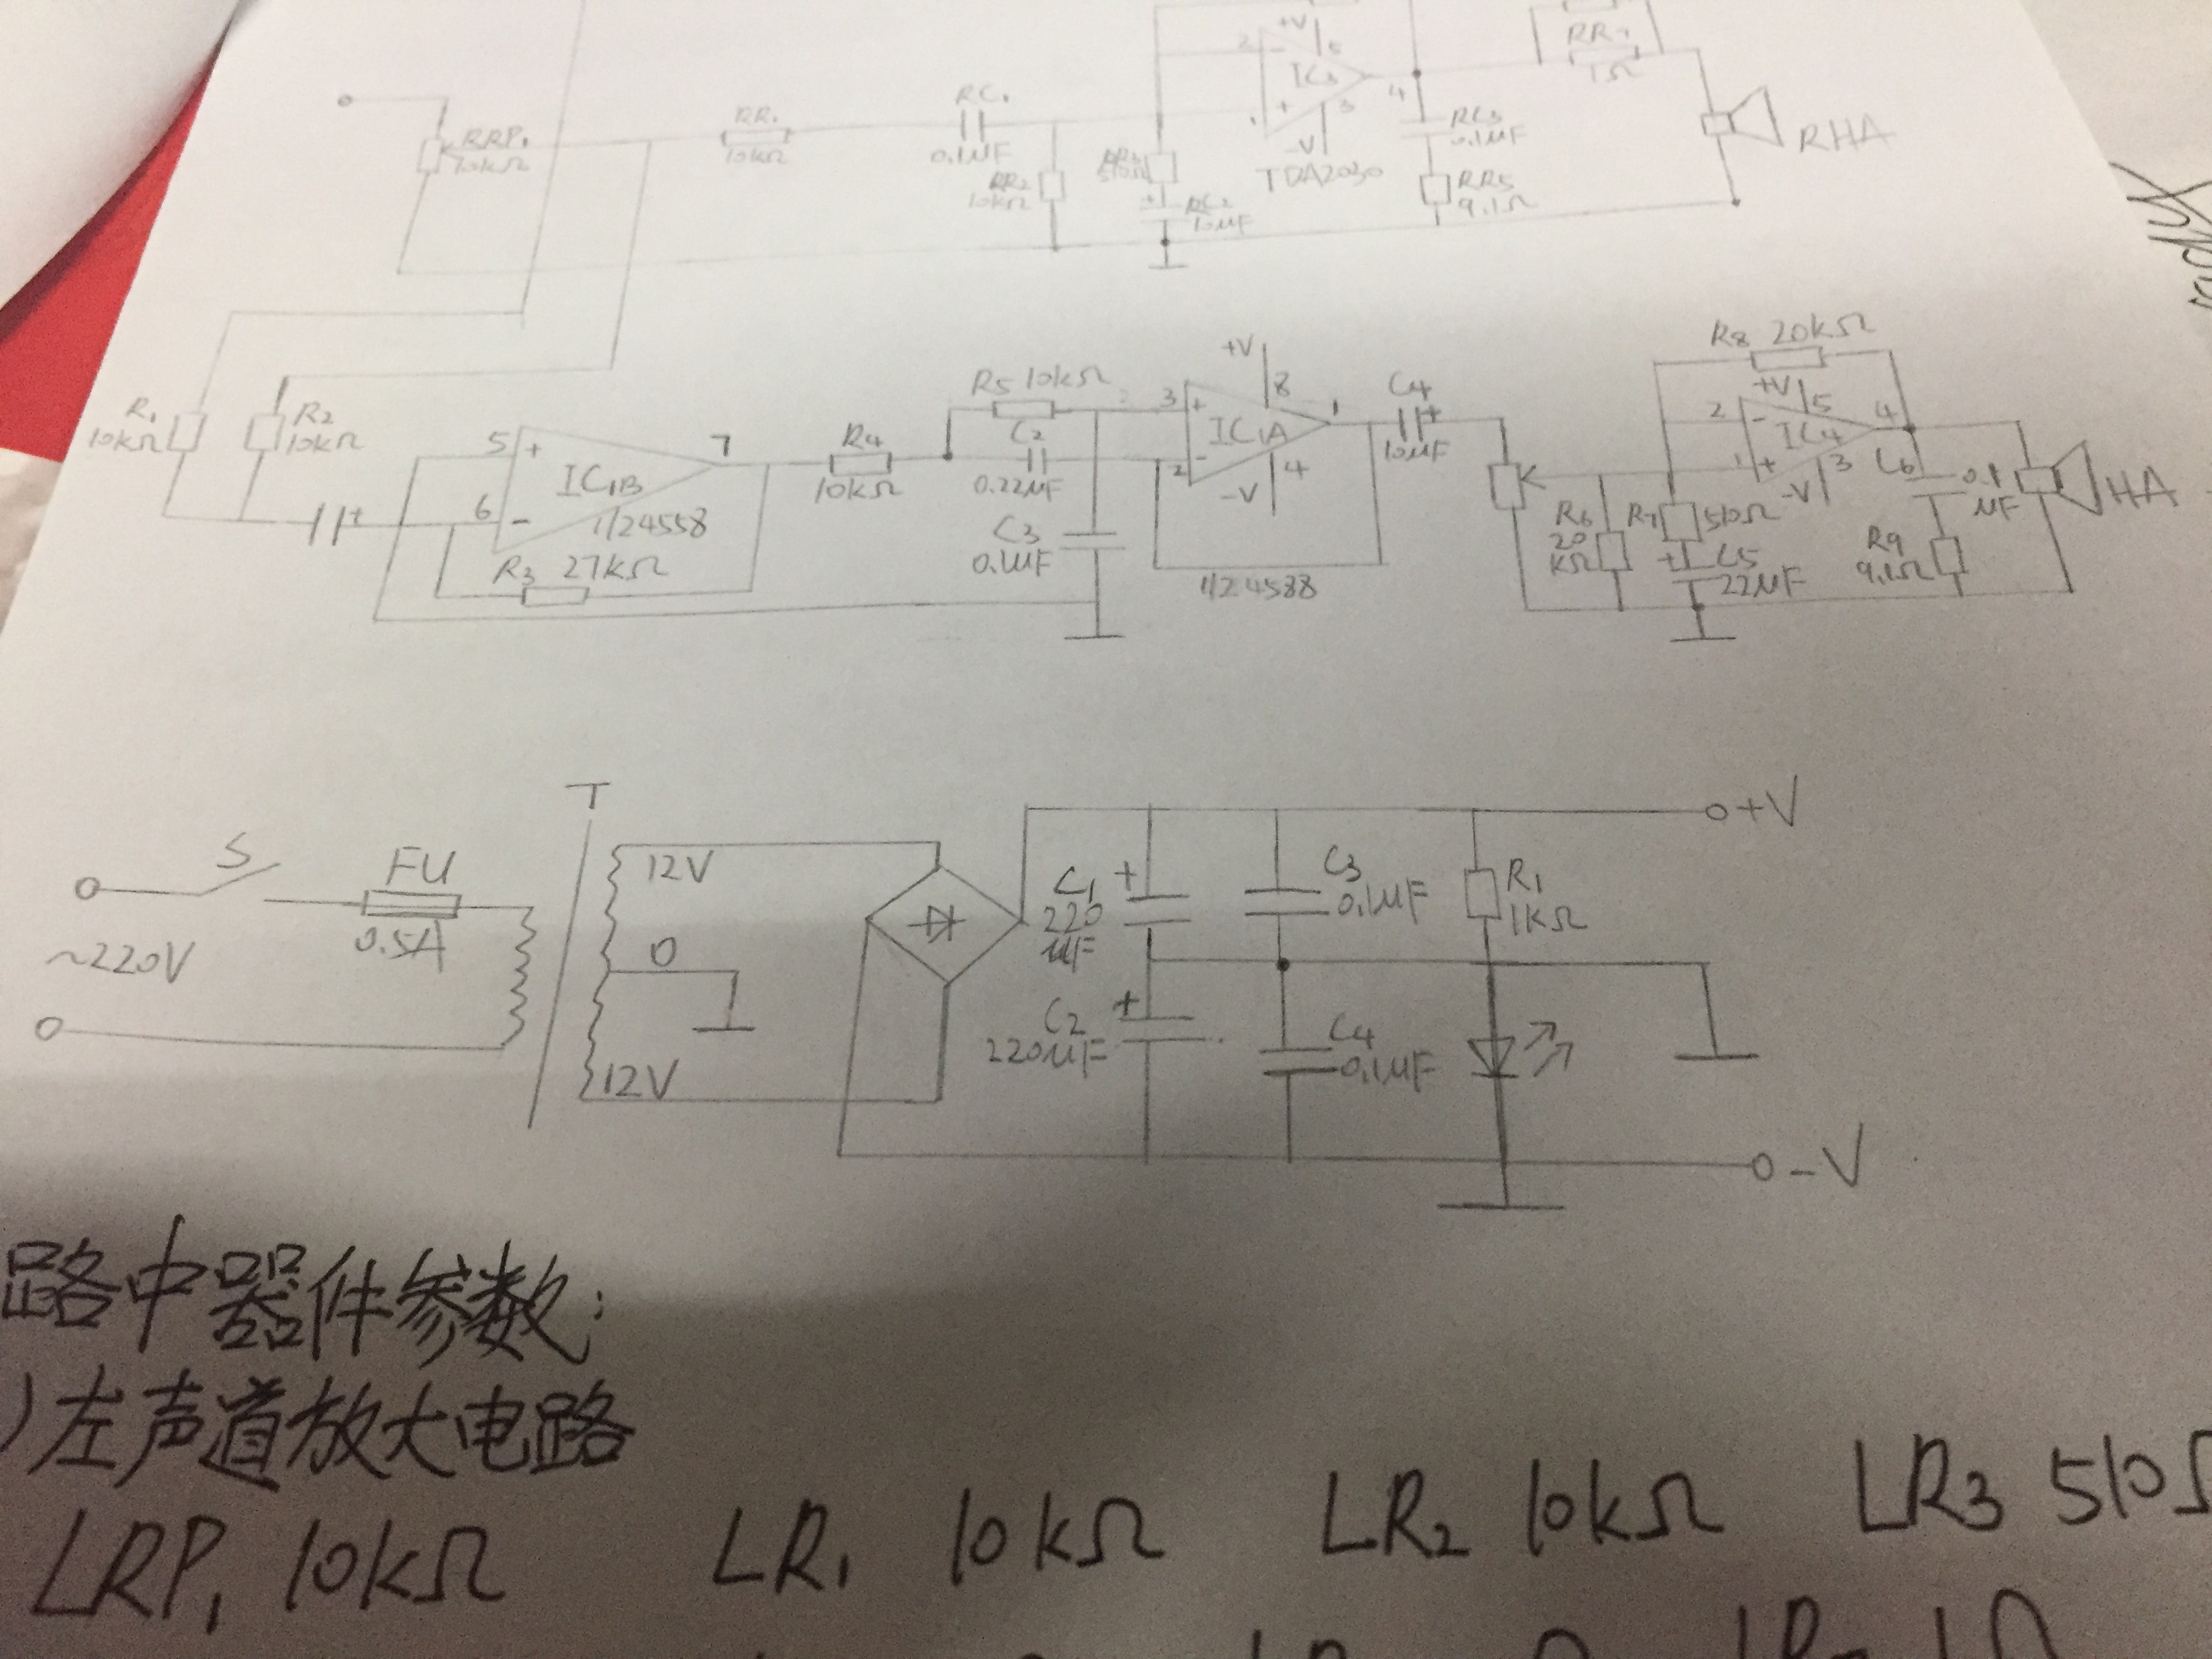 +V
2 - 6
IC3
+ 3 4
1 -V
TDA2030
RR7
1Ω
RRP1
10kΩ
RR1
10kΩ
RC1
0.1μF
RR2
10kΩ
510Ω
RC2
10μF
RC3
0.1μF
RR5
9.1Ω
RHA
R1
10kΩ
R2
10kΩ
5 + 7
IC1B
6 -
1/24558
R3 27kΩ
R4
10kΩ
R5 10kΩ
C2
0.22μF
C3
0.1μF
+V
8
3 + 1
IC1A
2 - 4
-V
1/24588
C4
+
10μF
R8 20kΩ
+V
2 - 5 4
IC4
1 + 3
-V
R6
20
kΩ
R7 510Ω
+ C5
22μF
C6
0.1
μF
R9
9.1Ω
HA
T
S
FU
0.5A
~220V
12V
0
12V
C1 +
220
μF
C3
0.1μF
R1
1KΩ
+V
C2 +
220μF
C4
0.1μF
-V
路中器件参数:
)左声道放大电路
LRP1 10kΩ LR1 10kΩ LR2 10kΩ LR3 510Ω